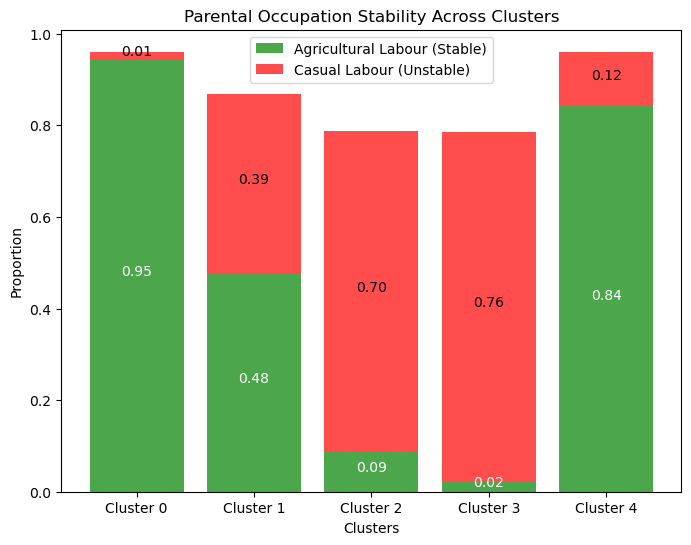 Parental Occupation Stability Across Clusters
Agricultural Labour (Stable)
Casual Labour (Unstable)
Proportion
1.0
0.8
0.6
0.4
0.2
0.0
0.01
0.95
0.39
0.48
0.70
0.09
0.76
0.02
0.12
0.84
Cluster 0
Cluster 1
Cluster 2
Cluster 3
Cluster 4
Clusters